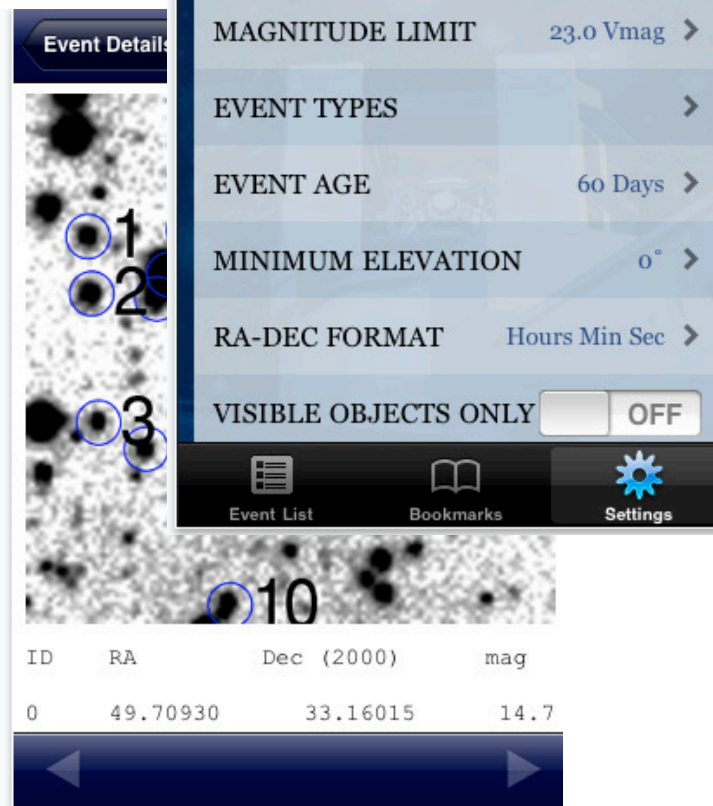 Event Details
1
2
3
10
ID RA Dec (2000) mag
0 49.70930 33.16015 14.7
MAGNITUDE LIMIT 23.0 Vmag
EVENT TYPES
EVENT AGE 60 Days
MINIMUM ELEVATION 0°
RA-DEC FORMAT Hours Min Sec
VISIBLE OBJECTS ONLY OFF
Event List Bookmarks Settings